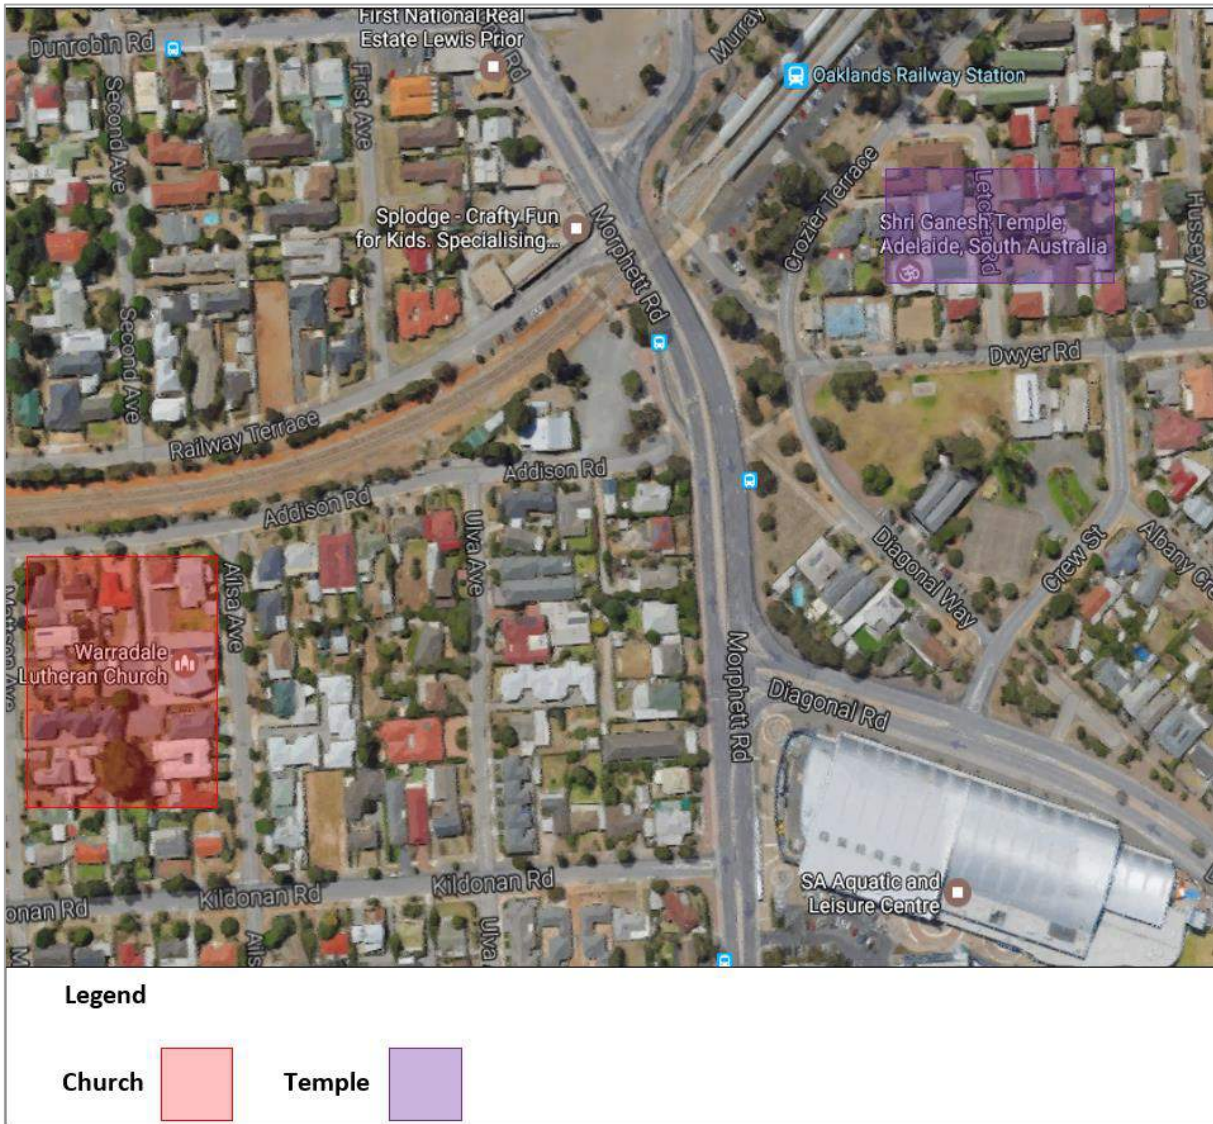 First National Real
Estate Lewis Prior
Dunrobin Rd
Rd
Murray
Oaklands Railway Station
Second Ave
First Ave
Crozier Terrace
Splodge - Crafty Fun
for Kids. Specialising...
Morphett Rd
Shri Ganesh Temple,
Adelaide, South Australia
Rd
Hussey Ave
Second Ave
Dwyer Rd
Railway Terrace
Addison Rd
Addison Rd
Ulva Ave
Diagonal Way
Crew St
Albany Cre
Ailsa Ave
Warradale
Lutheran Church
Ave
Morphett Rd
Diagonal Rd
SA Aquatic and
Leisure Centre
Kildonan Rd
Kildonan Rd
onan Rd
M
Ails
Ulva
Legend
Church
Temple